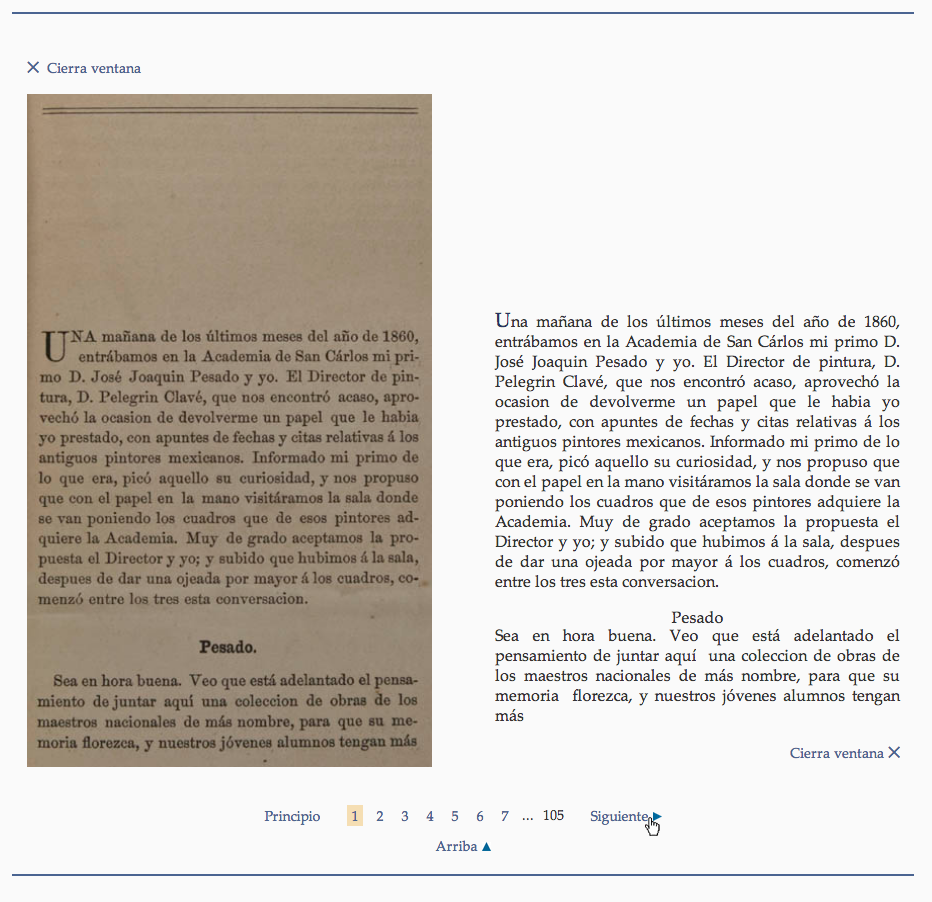 Cierra ventana
UNA mañana de los últimos meses del año de 1860,
entrábamos en la Academia de San Cárlos mi pri-
mo D. José Joaquin Pesado y yo. El Director de pin-
tura, D. Pelegrin Clavé, que nos encontró acaso, apro-
vechó la ocasion de devolverme un papel que le habia
yo prestado, con apuntes de fechas y citas relativas á los
antiguos pintores mexicanos. Informado mi primo de
lo que era, picó aquello su curiosidad, y nos propuso
que con el papel en la mano visitáramos la sala donde
se van poniendo los cuadros que de esos pintores ad-
quiere la Academia. Muy de grado aceptamos la pro-
puesta el Director y yo; y subido que hubimos á la sala,
despues de dar una ojeada por mayor á los cuadros, co-
menzó entre los tres esta conversacion.
Pesado.
Sea en hora buena. Veo que está adelantado el pensa-
miento de juntar aquí una coleccion de obras de los
maestros nacionales de más nombre, para que su me-
moria florezca, y nuestros jóvenes alumnos tengan más
Una mañana de los últimos meses del año de 1860,
entrábamos en la Academia de San Cárlos mi primo D.
José Joaquin Pesado y yo. El Director de pintura, D.
Pelegrin Clavé, que nos encontró acaso, aprovechó la
ocasion de devolverme un papel que le habia yo
prestado, con apuntes de fechas y citas relativas á los
antiguos pintores mexicanos. Informado mi primo de lo
que era, picó aquello su curiosidad, y nos propuso que
con el papel en la mano visitáramos la sala donde se van
poniendo los cuadros que de esos pintores adquiere la
Academia. Muy de grado aceptamos la propuesta el
Director y yo; y subido que hubimos á la sala, despues
de dar una ojeada por mayor á los cuadros, comenzó
entre los tres esta conversacion.
Pesado
Sea en hora buena. Veo que está adelantado el
pensamiento de juntar aquí una coleccion de obras de
los maestros nacionales de más nombre, para que su
memoria florezca, y nuestros jóvenes alumnos tengan
más
Cierra ventana
Principio 1 2 3 4 5 6 7 ... 105 Siguiente
Arriba